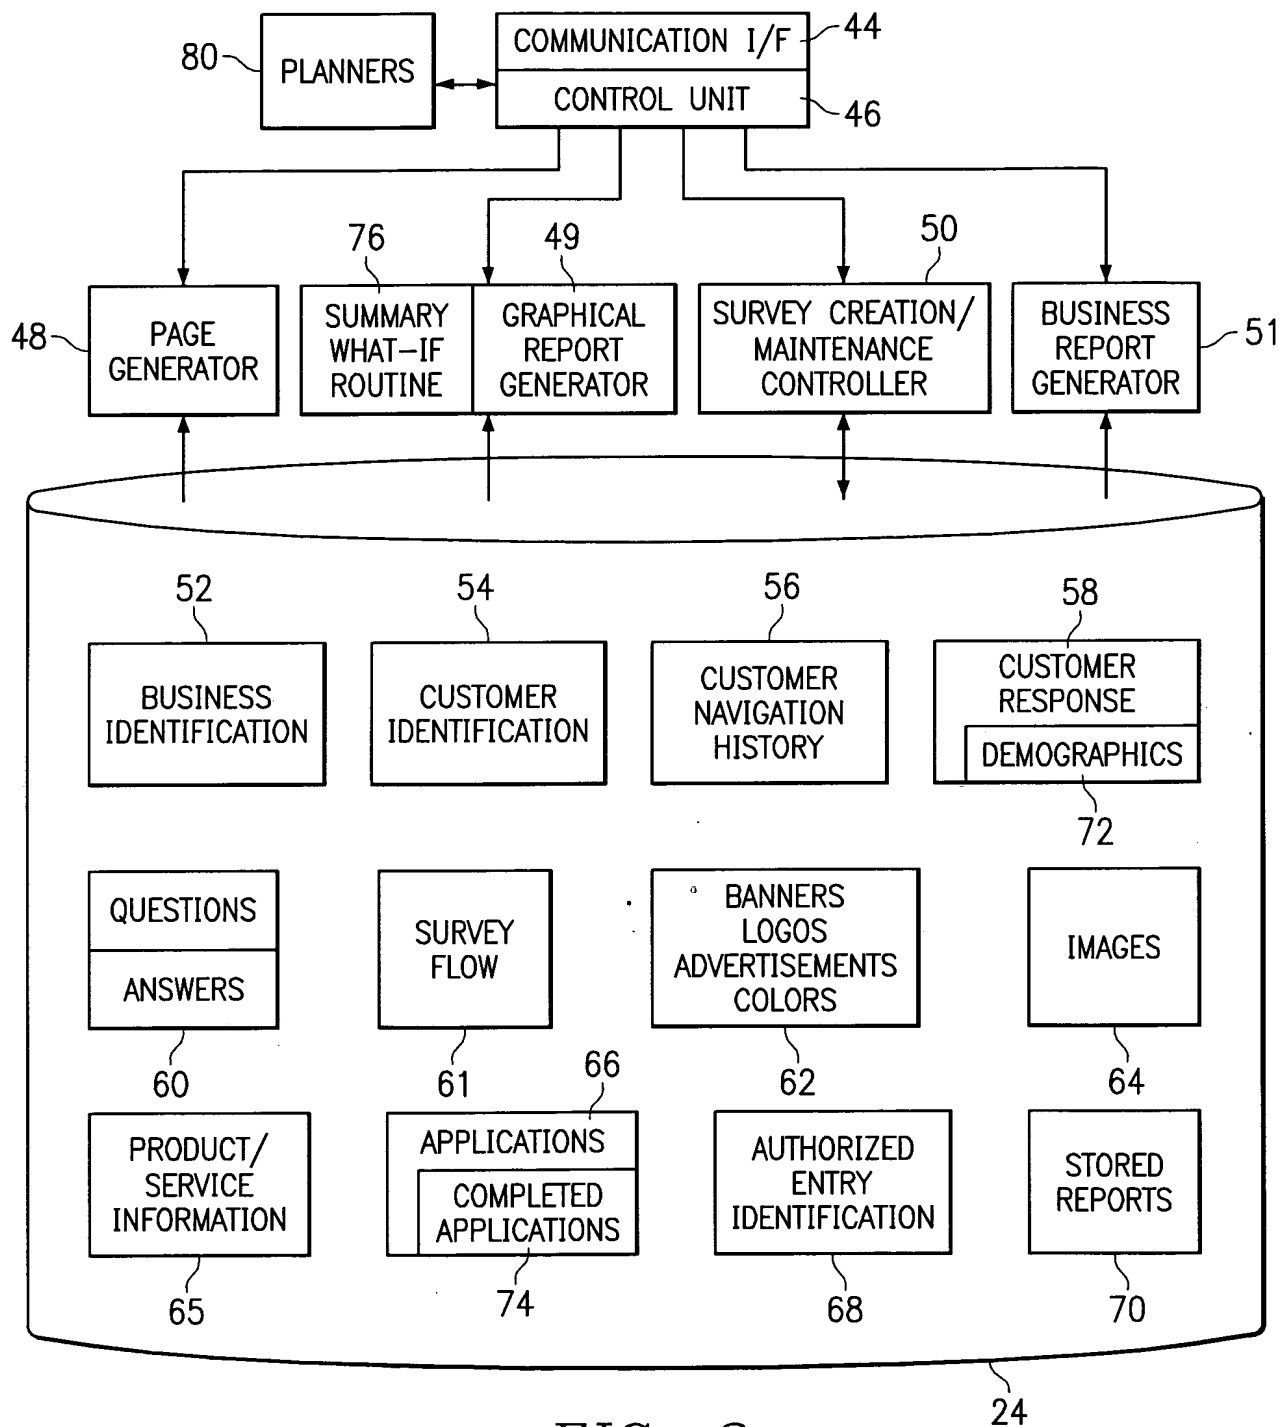 80
PLANNERS
COMMUNICATION I/F
44
CONTROL UNIT
46
76
49
50
48
PAGE
GENERATOR
SUMMARY
WHAT-IF
ROUTINE
GRAPHICAL
REPORT
GENERATOR
SURVEY CREATION/
MAINTENANCE
CONTROLLER
BUSINESS
REPORT
GENERATOR
51
52
54
56
58
BUSINESS
IDENTIFICATION
CUSTOMER
IDENTIFICATION
CUSTOMER
NAVIGATION
HISTORY
CUSTOMER
RESPONSE
DEMOGRAPHICS
72
QUESTIONS
ANSWERS
60
SURVEY
FLOW
61
BANNERS
LOGOS
ADVERTISEMENTS
COLORS
62
IMAGES
64
PRODUCT/
SERVICE
INFORMATION
65
66
APPLICATIONS
COMPLETED
APPLICATIONS
74
AUTHORIZED
ENTRY
IDENTIFICATION
68
STORED
REPORTS
70
24